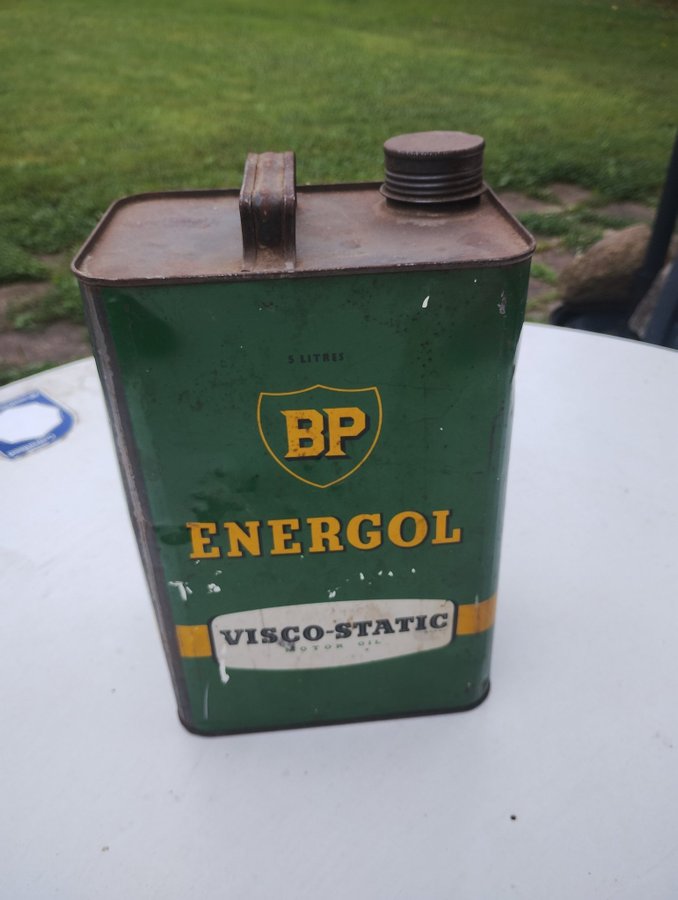 5 LITRES
BP
ENERGOL
VISCO-STATIC
MOTOR OIL